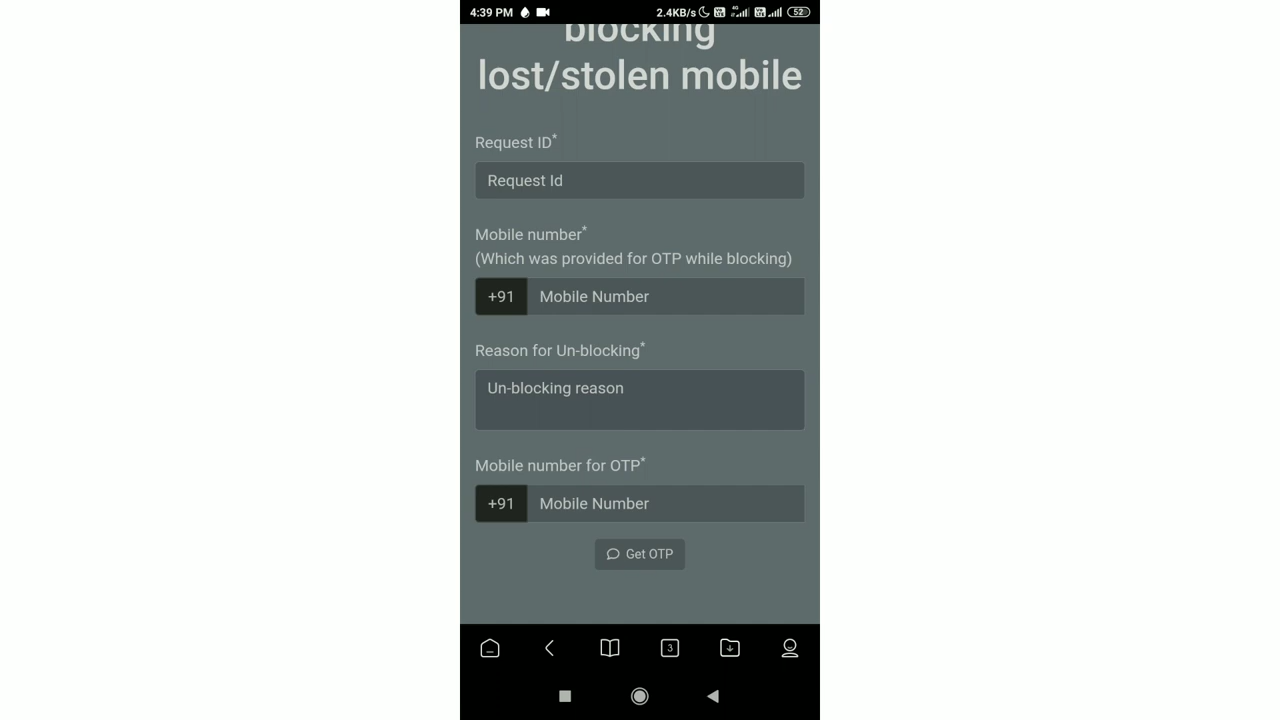 4:39 PM 2.4KB/s 4G 52
blocking
lost/stolen mobile
Request ID*
Request Id
Mobile number*
(Which was provided for OTP while blocking)
+91 Mobile Number
Reason for Un-blocking*
Un-blocking reason
Mobile number for OTP*
+91 Mobile Number
Get OTP
3